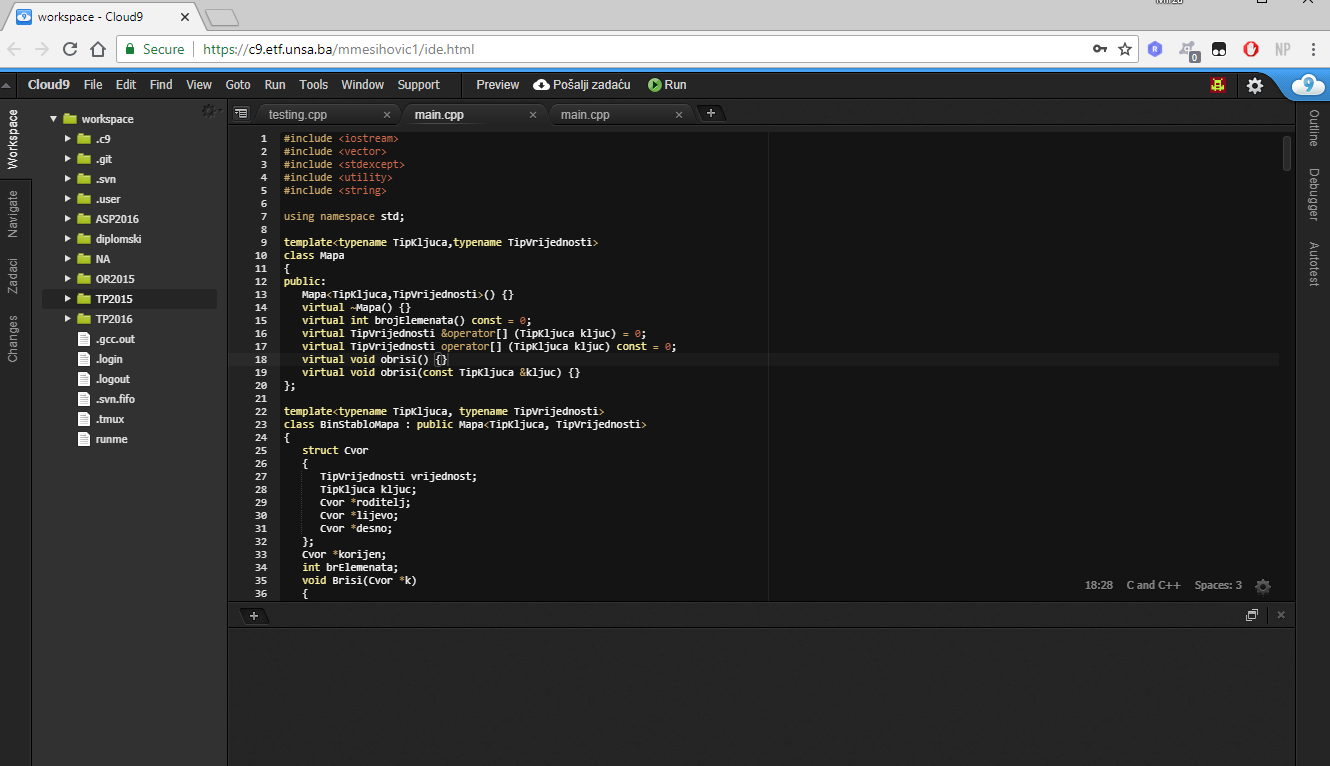 workspace - Cloud9
Secure https://c9.etf.unsa.ba/mmesihovic1/ide.html
0
NP
Cloud9 File Edit Find View Goto Run Tools Window Support Preview Pošalji zadaću Run
9
Workspace
Navigate
Zadaci
Changes
workspace
.c9
.git
.svn
.user
ASP2016
diplomski
NA
OR2015
TP2015
TP2016
.gcc.out
.login
.logout
.svn.fifo
.tmux
runme
testing.cpp main.cpp main.cpp
1 #include <iostream>
2 #include <vector>
3 #include <stdexcept>
4 #include <utility>
5 #include <string>
6
7 using namespace std;
8
9 template<typename TipKljuca,typename TipVrijednosti>
10 class Mapa
11 {
12 public:
13 Mapa<TipKljuca,TipVrijednosti>() {}
14 virtual ~Mapa() {}
15 virtual int brojElemenata() const = 0;
16 virtual TipVrijednosti &operator[] (TipKljuca kljuc) = 0;
17 virtual TipVrijednosti operator[] (TipKljuca kljuc) const = 0;
18 virtual void obrisi() {}
19 virtual void obrisi(const TipKljuca &kljuc) {}
20 };
21
22 template<typename TipKljuca, typename TipVrijednosti>
23 class BinStabloMapa : public Mapa<TipKljuca, TipVrijednosti>
24 {
25 struct Cvor
26 {
27 TipVrijednosti vrijednost;
28 TipKljuca kljuc;
29 Cvor *roditelj;
30 Cvor *lijevo;
31 Cvor *desno;
32 };
33 Cvor *korijen;
34 int brElemenata;
35 void Brisi(Cvor *k)
36 {
18:28 C and C++ Spaces: 3
Outline
Debugger
Autotest